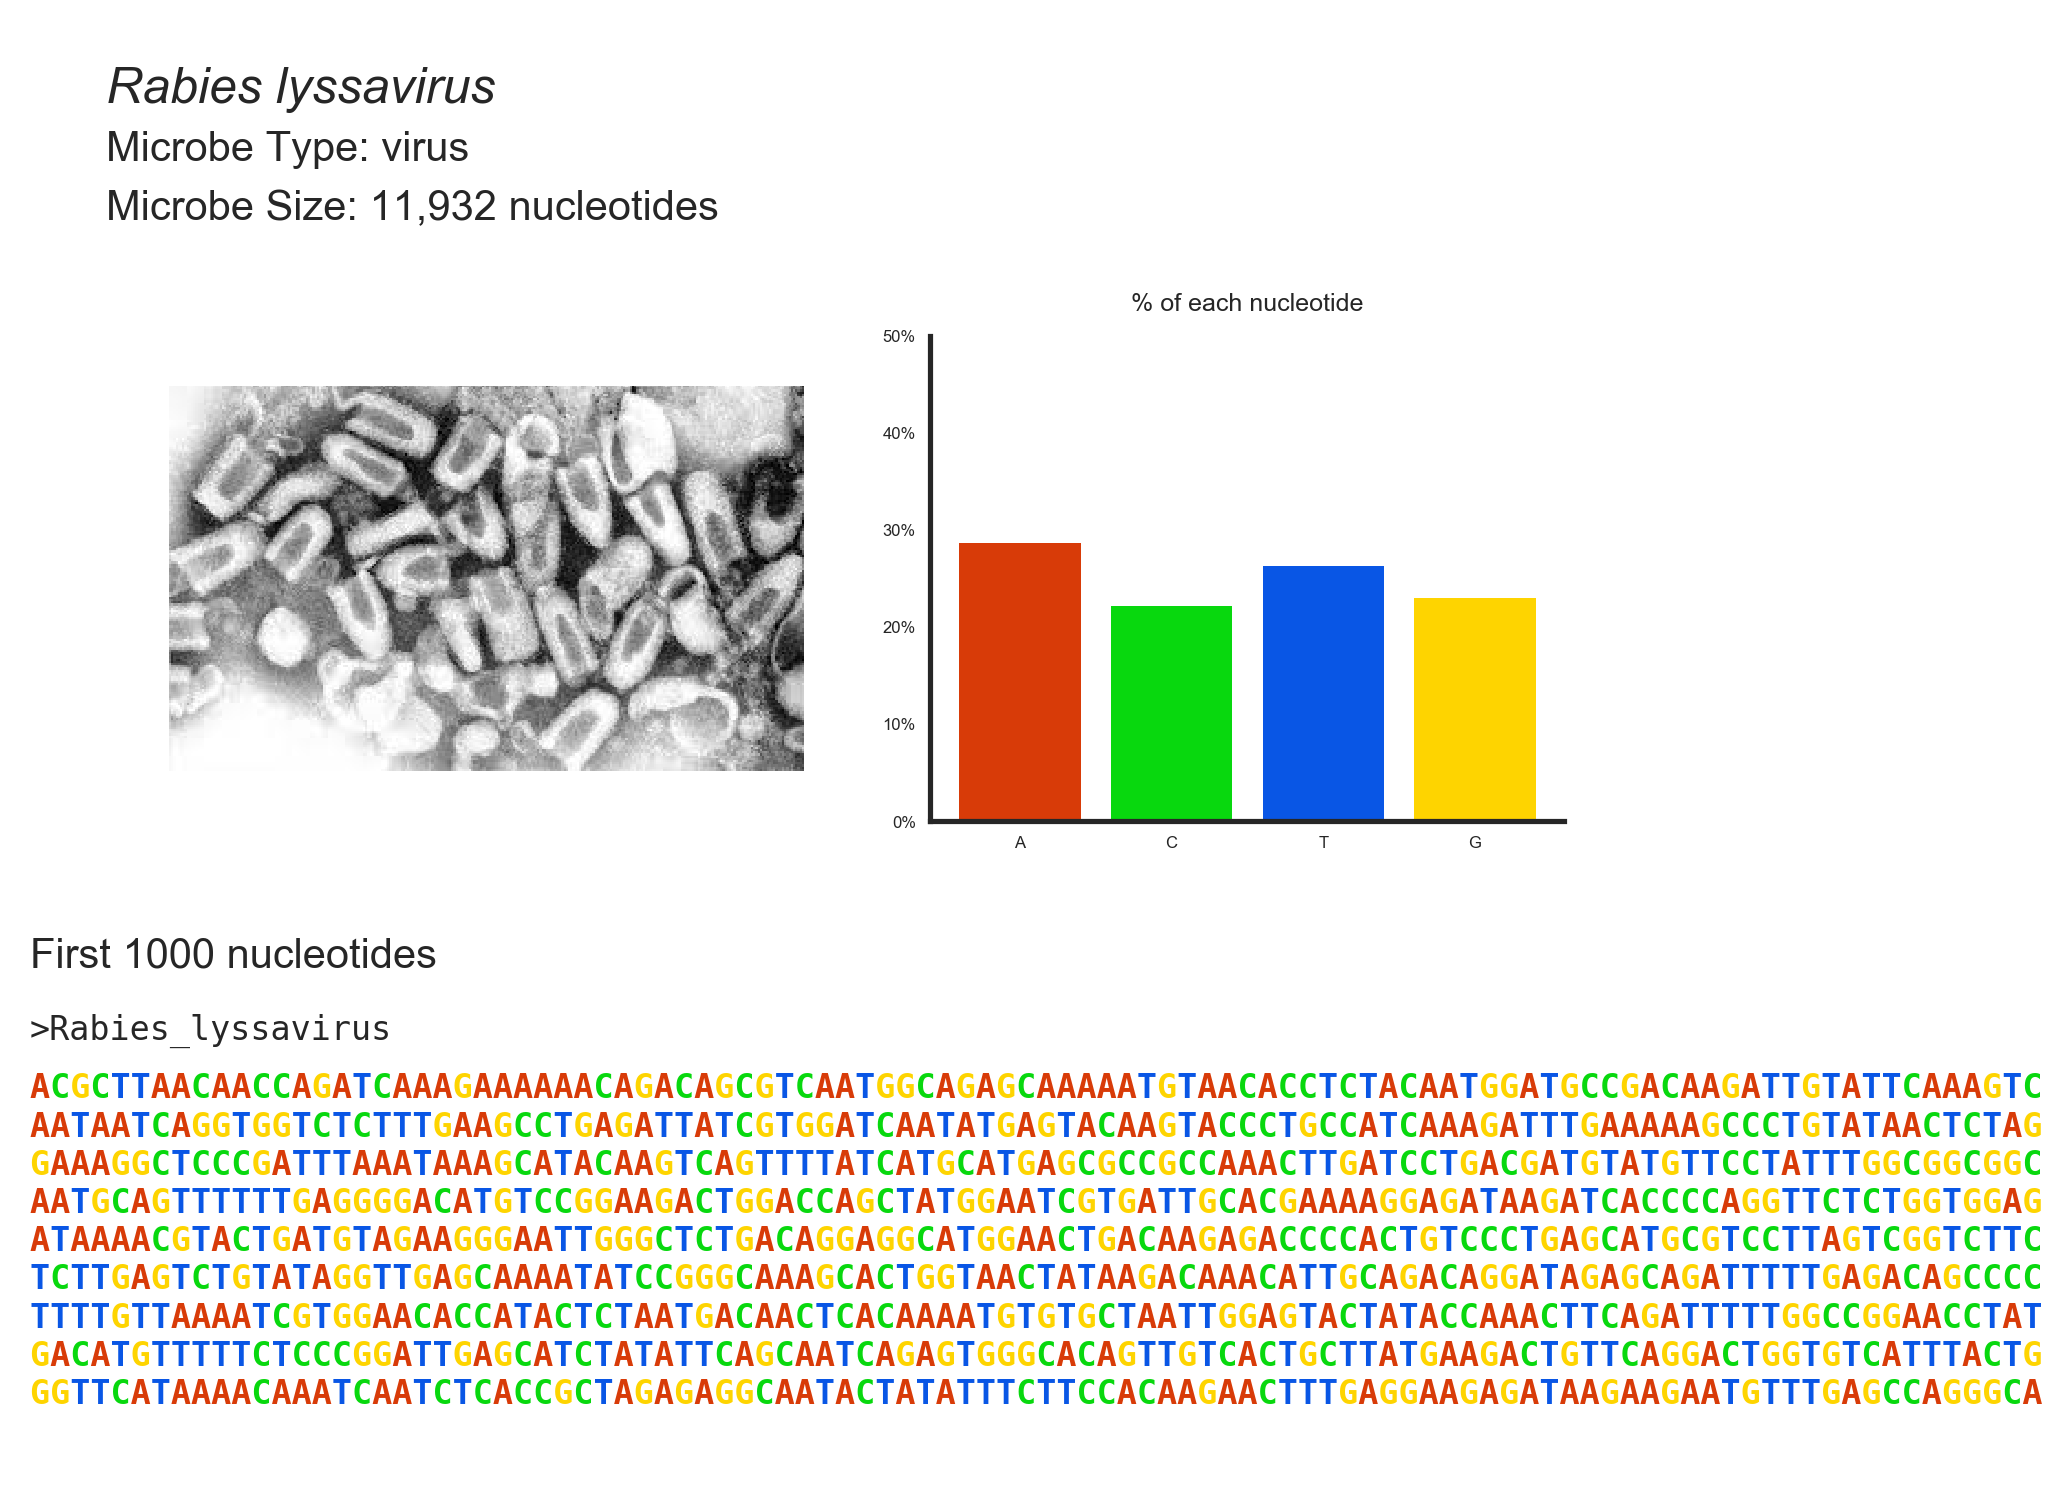 Rabies lyssavirus
Microbe Type: virus
Microbe Size: 11,932 nucleotides
% of each nucleotide
50%
40%
30%
20%
10%
0%
A C T G
First 1000 nucleotides
>Rabies_lyssavirus
ACGCTTAACAACCAGATCAAAGAAAAAACAGACAGCGTCAATGGCAGAGCAAAAATGTAACACCTCTACAATGGATGCCGACAAGATTGTATTCAAAGTC
AATAATCAGGTGGTCTCTTTGAAGCCTGAGATTATCGTGGATCAATATGAGTACAAGTACCCTGCCATCAAAGATTTGAAAAAGCCCTGTATAACTCTAG
GAAAGGCTCCCGATTTAAATAAAGCATACAAGTCAGTTTTATCATGCATGAGCGCCGCCAAACTTGATCCTGACGATGTATGTTCCTATTTGGCGGCGGC
AATGCAGTTTTTTGAGGGGACATGTCCGGAAGACTGGACCAGCTATGGAATCGTGATTGCACGAAAAGGAGATAAGATCACCCCAGGTTCTCTGGTGGAG
ATAAAACGTACTGATGTAGAAGGGAATTGGGCTCTGACAGGAGGCATGGAACTGACAAGAGACCCCACTGTCCCTGAGCATGCGTCCTTAGTCGGTCTTC
TCTTGAGTCTGTATAGGTTGAGCAAAATATCCGGGCAAAGCACTGGTAACTATAAGACAAACATTGCAGACAGGATAGAGCAGATTTTTGAGACAGCCCC
TTTTGTTAAAATCGTGGAACACCATACTCTAATGACAACTCACAAAATGTGTGCTAATTGGAGTACTATACCAAACTTCAGATTTTTGGCCGGAACCTAT
GACATGTTTTTCTCCCGGATTGAGCATCTATATTCAGCAATCAGAGTGGGCACAGTTGTCACTGCTTATGAAGACTGTTCAGGACTGGTGTCATTTACTG
GGTTCATAAAACAAATCAATCTCACCGCTAGAGAGGCAATACTATATTTCTTCCACAAGAACTTTGAGGAAGAGATAAGAAGAATGTTTGAGCCAGGGCA